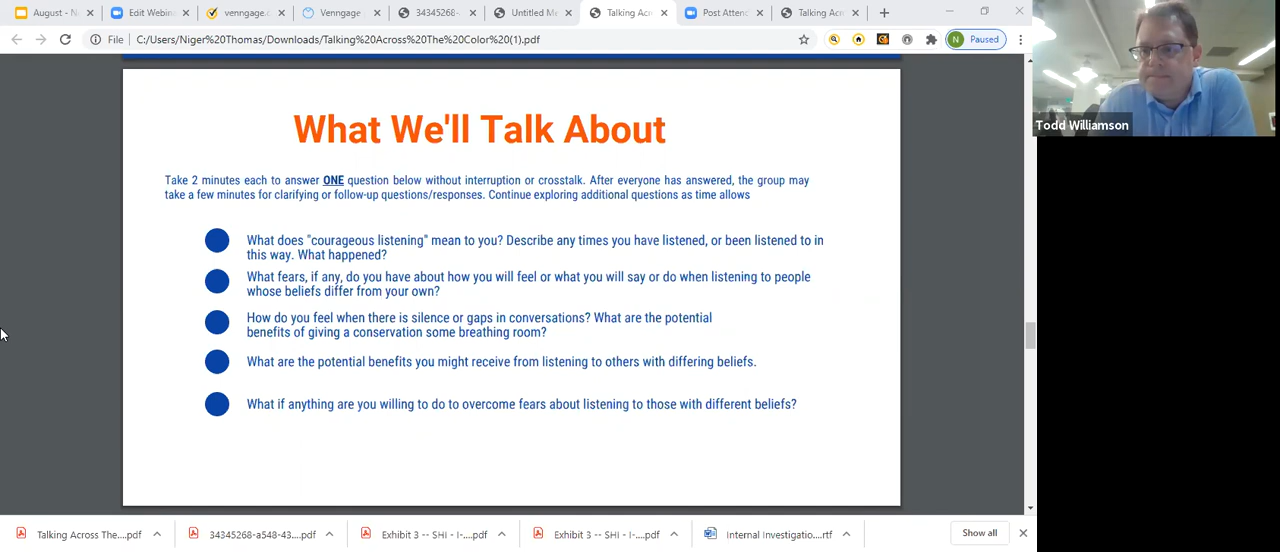 August - N
Edit Webin
venngage.
Venngage
34345268-
Untitled Me
Talking Acr
Post Attenc
Talking Acr
File
C:/Users/Niger%20Thomas/Downloads/Talking%20Across%20The%20Color%20(1).pdf
N
Paused
Todd Williamson
What We'll Talk About
Take 2 minutes each to answer ONE question below without interruption or crosstalk. After everyone has answered, the group may
take a few minutes for clarifying or follow-up questions/responses. Continue exploring additional questions as time allows
What does "courageous listening" mean to you? Describe any times you have listened, or been listened to in
this way. What happened?
What fears, if any, do you have about how you will feel or what you will say or do when listening to people
whose beliefs differ from your own?
How do you feel when there is silence or gaps in conversations? What are the potential
benefits of giving a conservation some breathing room?
What are the potential benefits you might receive from listening to others with differing beliefs.
What if anything are you willing to do to overcome fears about listening to those with different beliefs?
Talking Across The....pdf
34345268-a548-43....pdf
Exhibit 3 -- SHI - I-....pdf
Exhibit 3 -- SHI - I-....pdf
Internal Investigatio....rtf
Show all